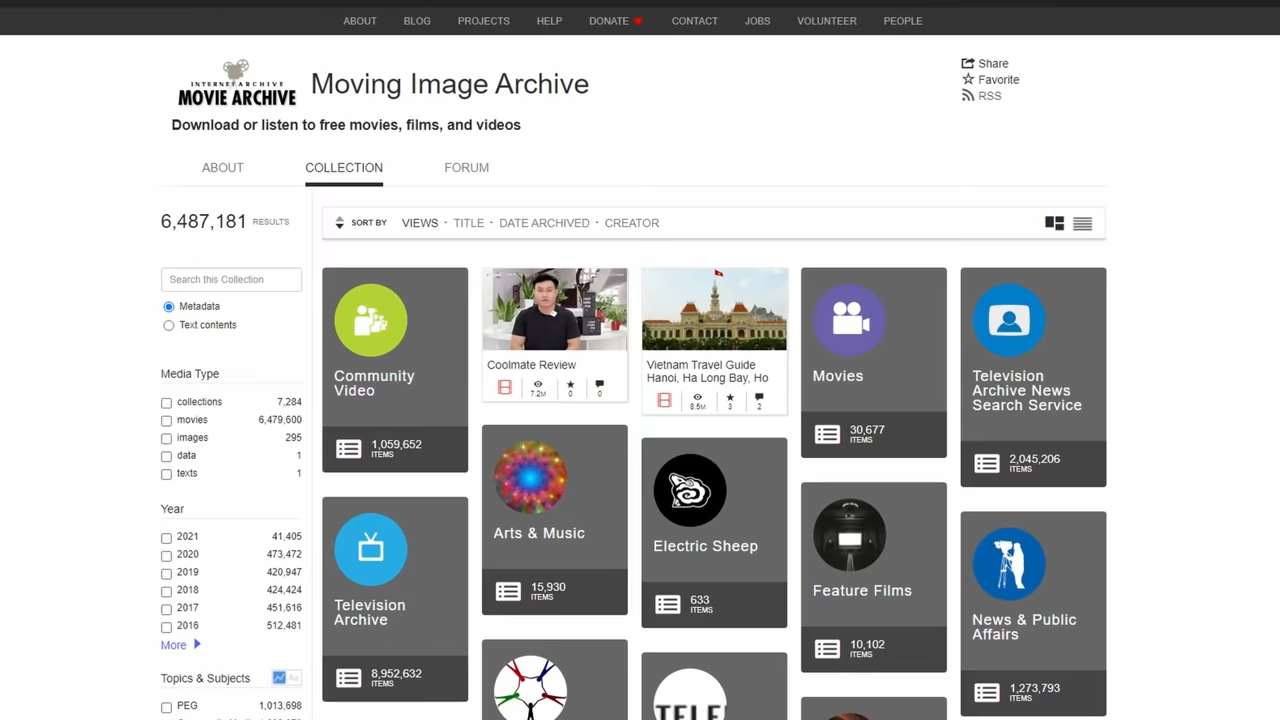 ABOUT BLOG PROJECTS HELP DONATE CONTACT JOBS VOLUNTEER PEOPLE
INTERNET ARCHIVE
MOVIE ARCHIVE
Moving Image Archive
Share
Favorite
RSS
Download or listen to free movies, films, and videos
ABOUT COLLECTION FORUM
6,487,181 RESULTS
SORT BY VIEWS · TITLE · DATE ARCHIVED · CREATOR
Search this Collection
Metadata
Text contents
Media Type
collections 7,284
movies 6,479,600
images 295
data 1
texts 1
Year
2021 41,405
2020 473,472
2019 420,947
2018 424,424
2017 451,616
2016 512,481
More
Topics & Subjects
PEG 1,013,698
Community
Video
1,059,652
ITEMS
Television
Archive
8,952,632
ITEMS
Coolmate Review
7.2M 0 0
Arts & Music
15,930
ITEMS
Vietnam Travel Guide
Hanoi, Ha Long Bay, Ho
8.5M 3 2
Electric Sheep
633
ITEMS
TELE
Movies
30,677
ITEMS
Feature Films
10,102
ITEMS
Television
Archive News
Search Service
2,045,206
ITEMS
News & Public
Affairs
1,273,793
ITEMS